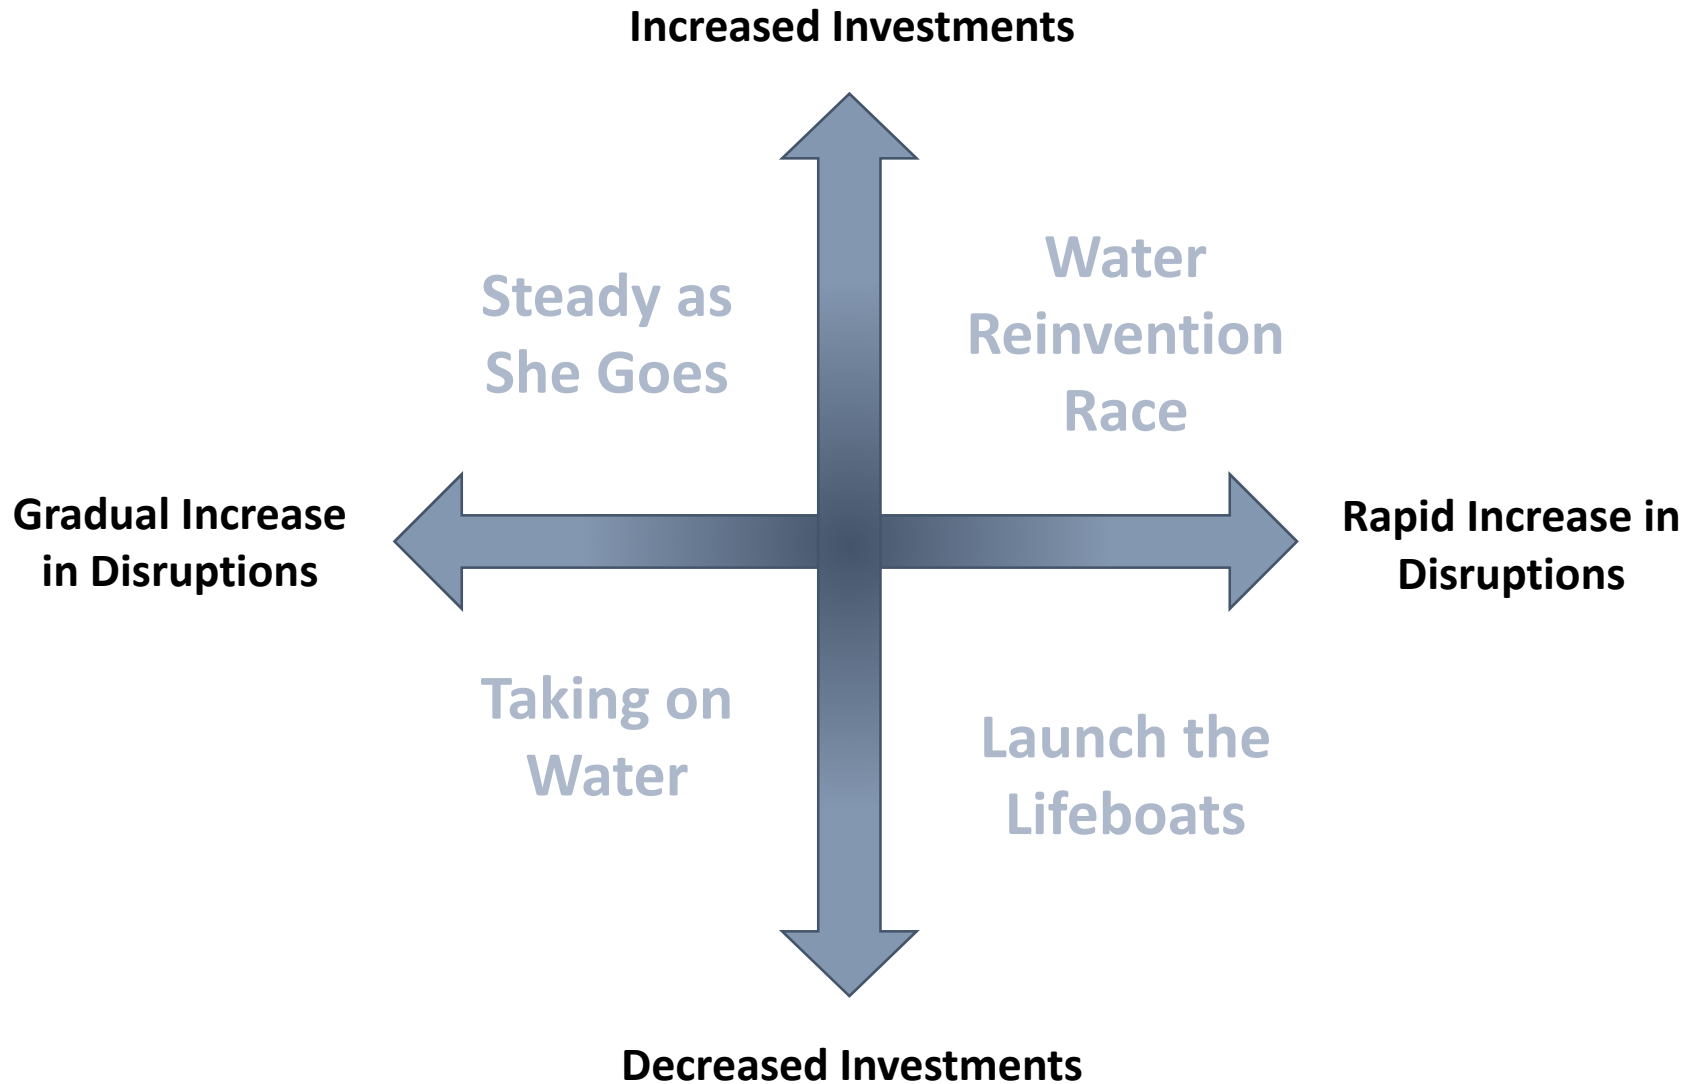 Increased Investments
Steady as
She Goes
Water
Reinvention
Race
Gradual Increase
in Disruptions
Rapid Increase in
Disruptions
Taking on
Water
Launch the
Lifeboats
Decreased Investments